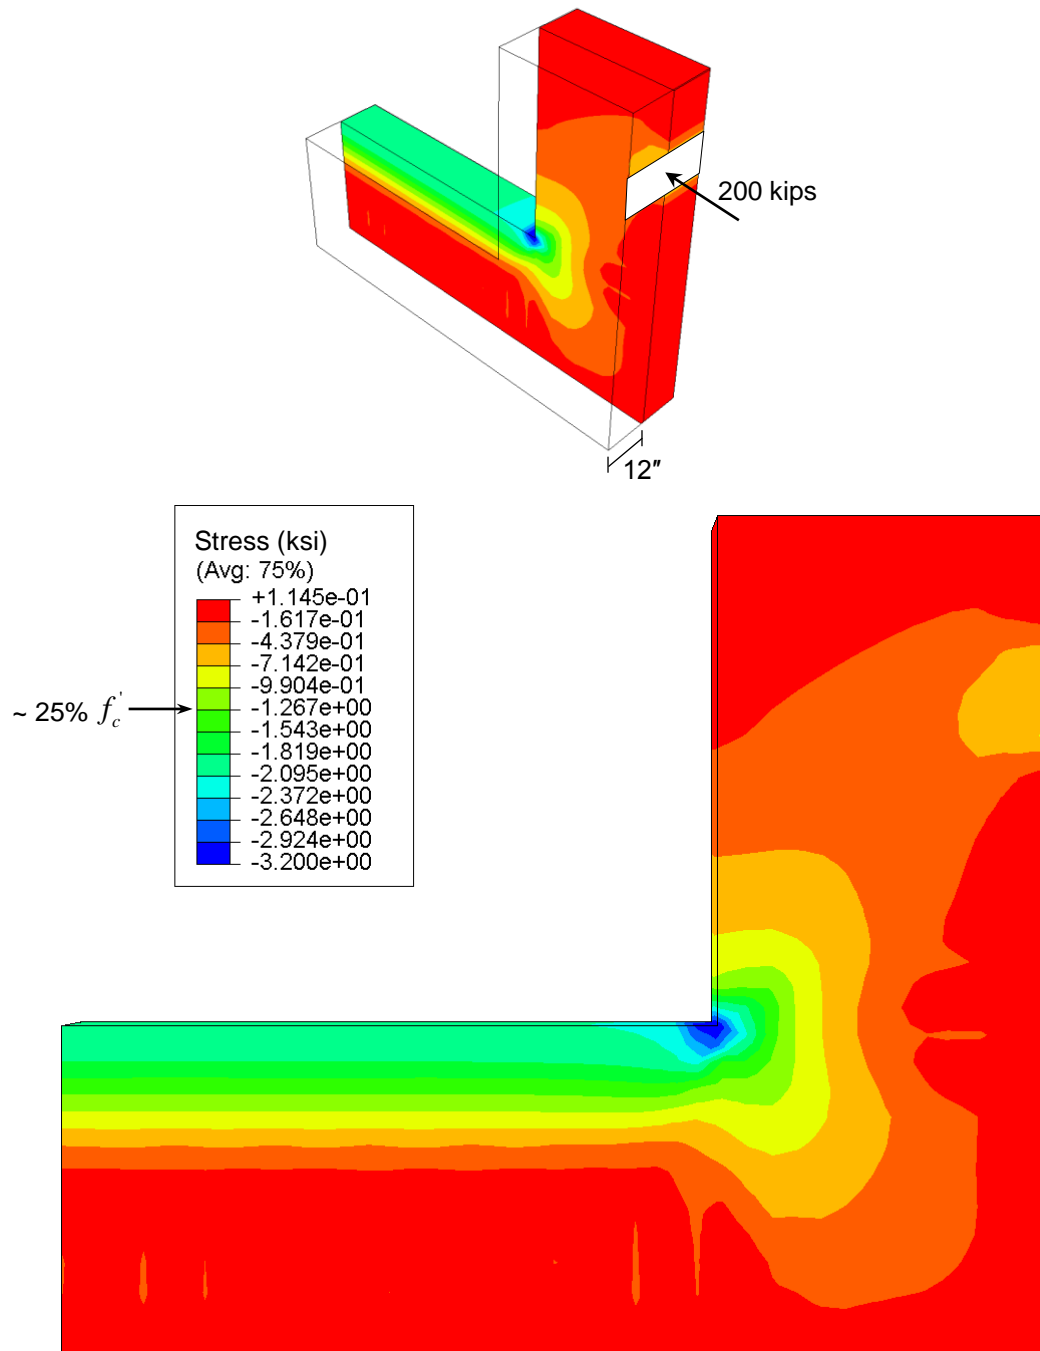 200 kips
12″
Stress (ksi)
(Avg: 75%)
+1.145e-01
-1.617e-01
-4.379e-01
-7.142e-01
-9.904e-01
~ 25% f'c
-1.267e+00
-1.543e+00
-1.819e+00
-2.095e+00
-2.372e+00
-2.648e+00
-2.924e+00
-3.200e+00